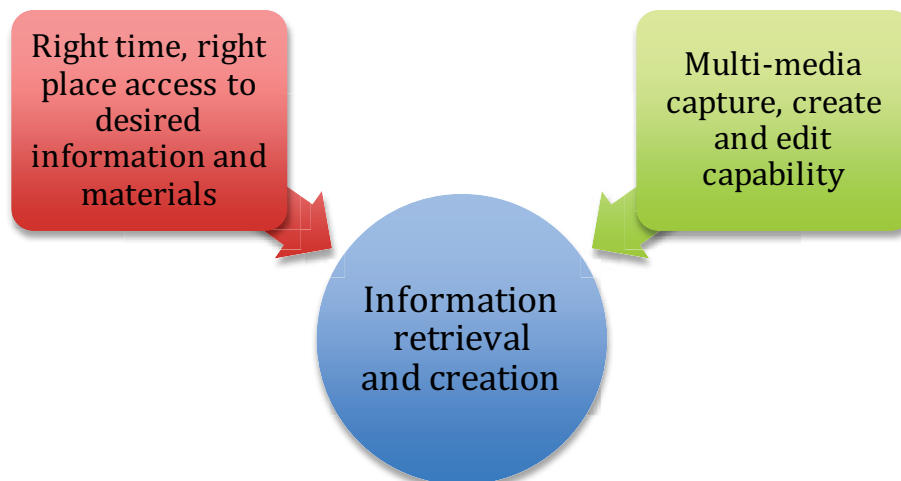 Right time, right
place access to
desired
information and
materials
Multi-media
capture, create
and edit
capability
Information
retrieval
and creation